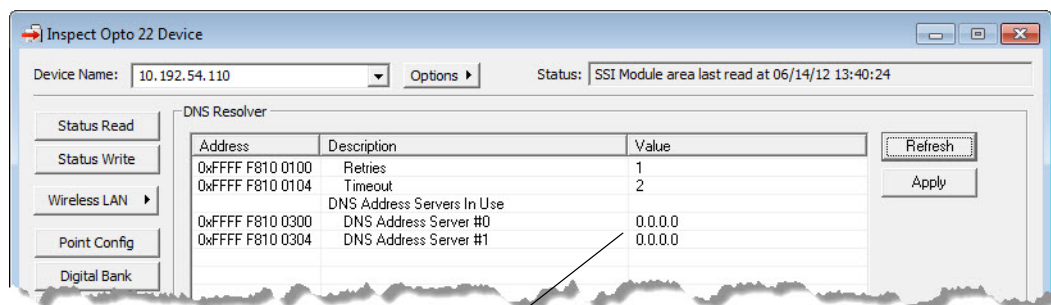 Inspect Opto 22 Device
Device Name: 10.192.54.110 Options Status: SSI Module area last read at 06/14/12 13:40:24
Status Read
Status Write
Wireless LAN
Point Config
Digital Bank
DNS Resolver
Address Description Value
0xFFFF F810 0100 Retries 1
0xFFFF F810 0104 Timeout 2
DNS Address Servers In Use
0xFFFF F810 0300 DNS Address Server #0 0.0.0.0
0xFFFF F810 0304 DNS Address Server #1 0.0.0.0
Refresh
Apply